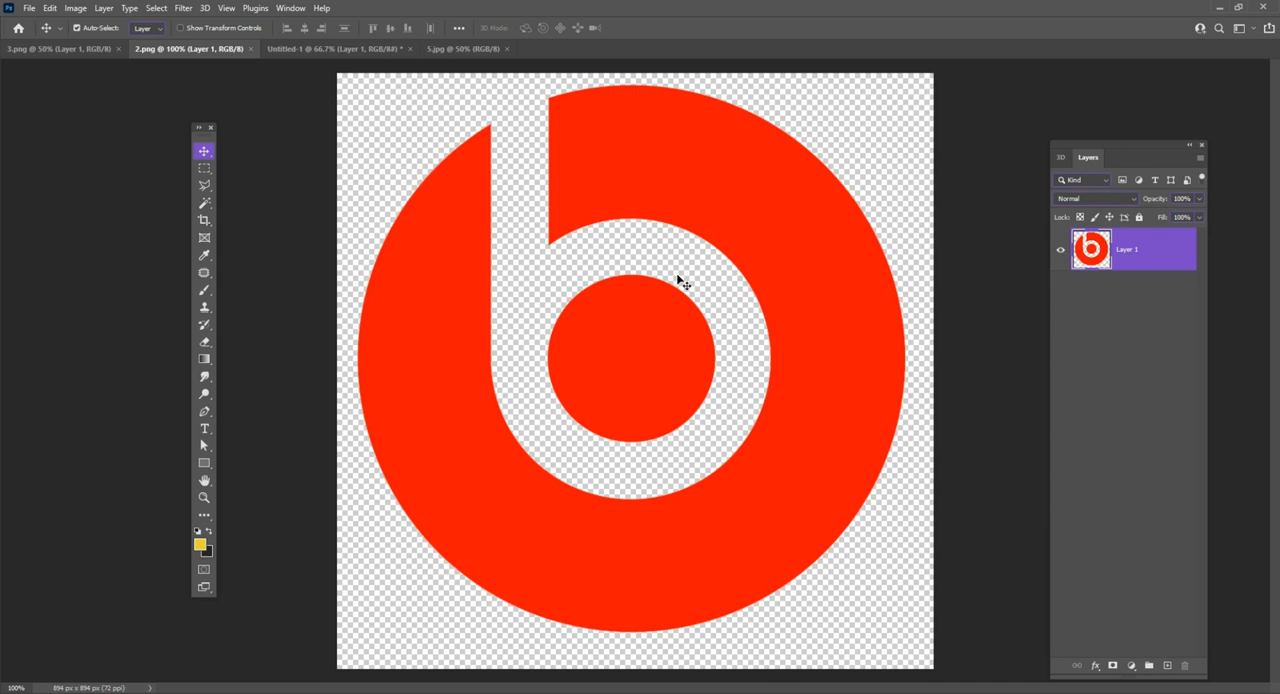 Ps File Edit Image Layer Type Select Filter 3D View Plugins Window Help
Auto-Select: Layer Show Transform Controls 3D Mode:
3.png @ 50% (Layer 1, RGB/8) × 2.png @ 100% (Layer 1, RGB/8) × Untitled-1 @ 66.7% (Layer 1, RGB/8#) * × 5.jpg @ 50% (RGB/8) ×
3D Layers
Kind
Normal Opacity: 100%
Lock: Fill: 100%
Layer 1
fx
100% 894 px x 894 px (72 ppi)